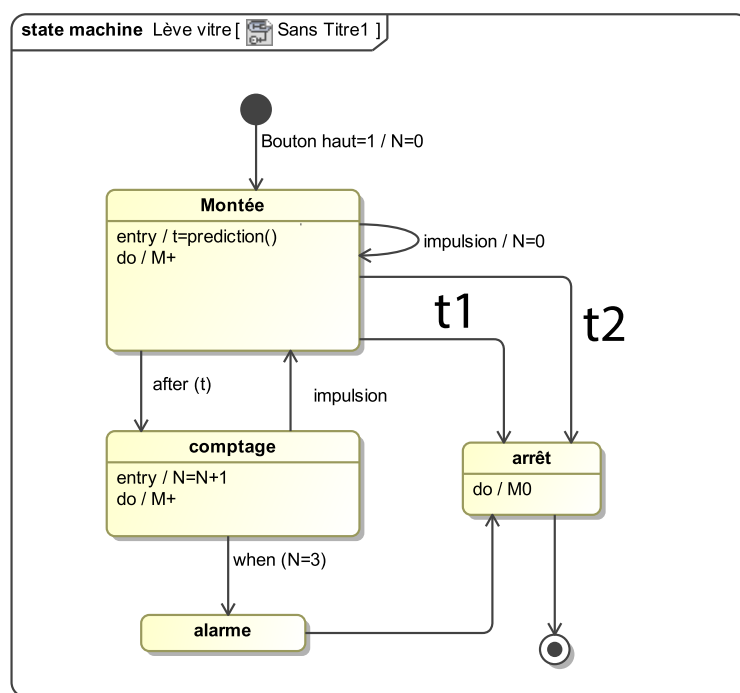 state machine Lève vitre [ Sans Titre1 ]
Bouton haut=1 / N=0
Montée
entry / t=prediction()
do / M+
impulsion / N=0
t1
t2
after (t)
impulsion
comptage
entry / N=N+1
do / M+
arrêt
do / M0
when (N=3)
alarme